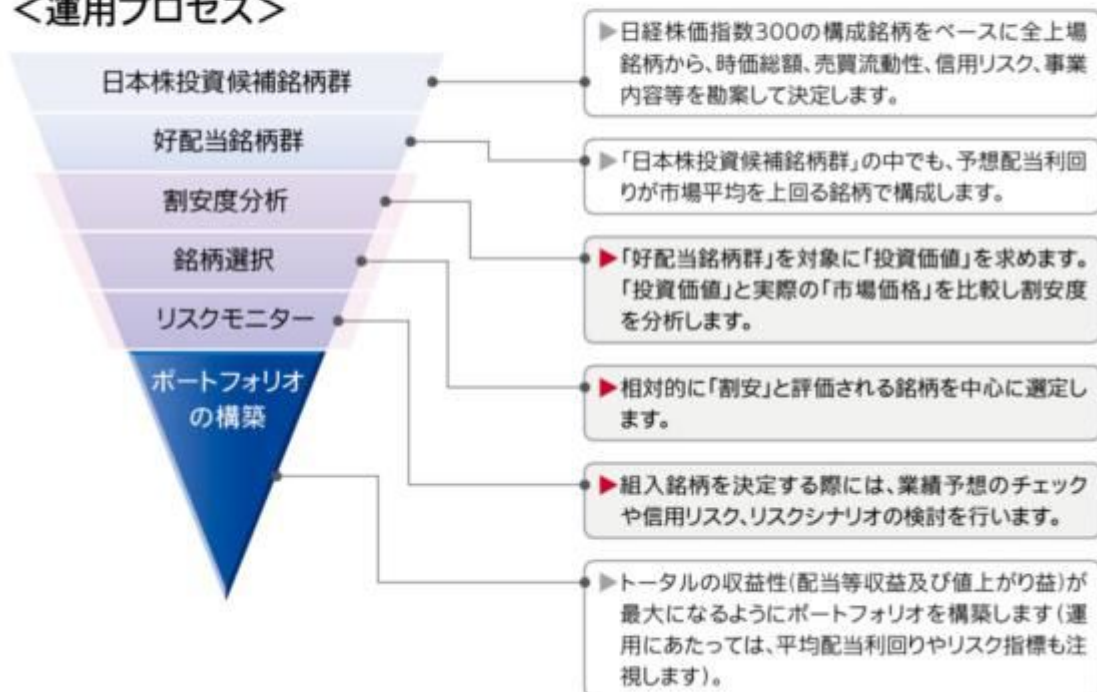 ＜運用プロセス＞
日本株投資候補銘柄群
好配当銘柄群
割安度分析
銘柄選択
リスクモニター
ポートフォリオ
の構築
▶日経株価指数300の構成銘柄をベースに全上場
銘柄から、時価総額、売買流動性、信用リスク、事業
内容等を勘案して決定します。
▶「日本株投資候補銘柄群」の中でも、予想配当利回
りが市場平均を上回る銘柄で構成します。
▶「好配当銘柄群」を対象に「投資価値」を求めます。
「投資価値」と実際の「市場価格」を比較し割安度
を分析します。
▶相対的に「割安」と評価される銘柄を中心に選定し
ます。
▶組入銘柄を決定する際には、業績予想のチェック
や信用リスク、リスクシナリオの検討を行います。
▶トータルの収益性(配当等収益及び値上がり益)が
最大になるようにポートフォリオを構築します(運
用にあたっては、平均配当利回りやリスク指標も注
視します)。